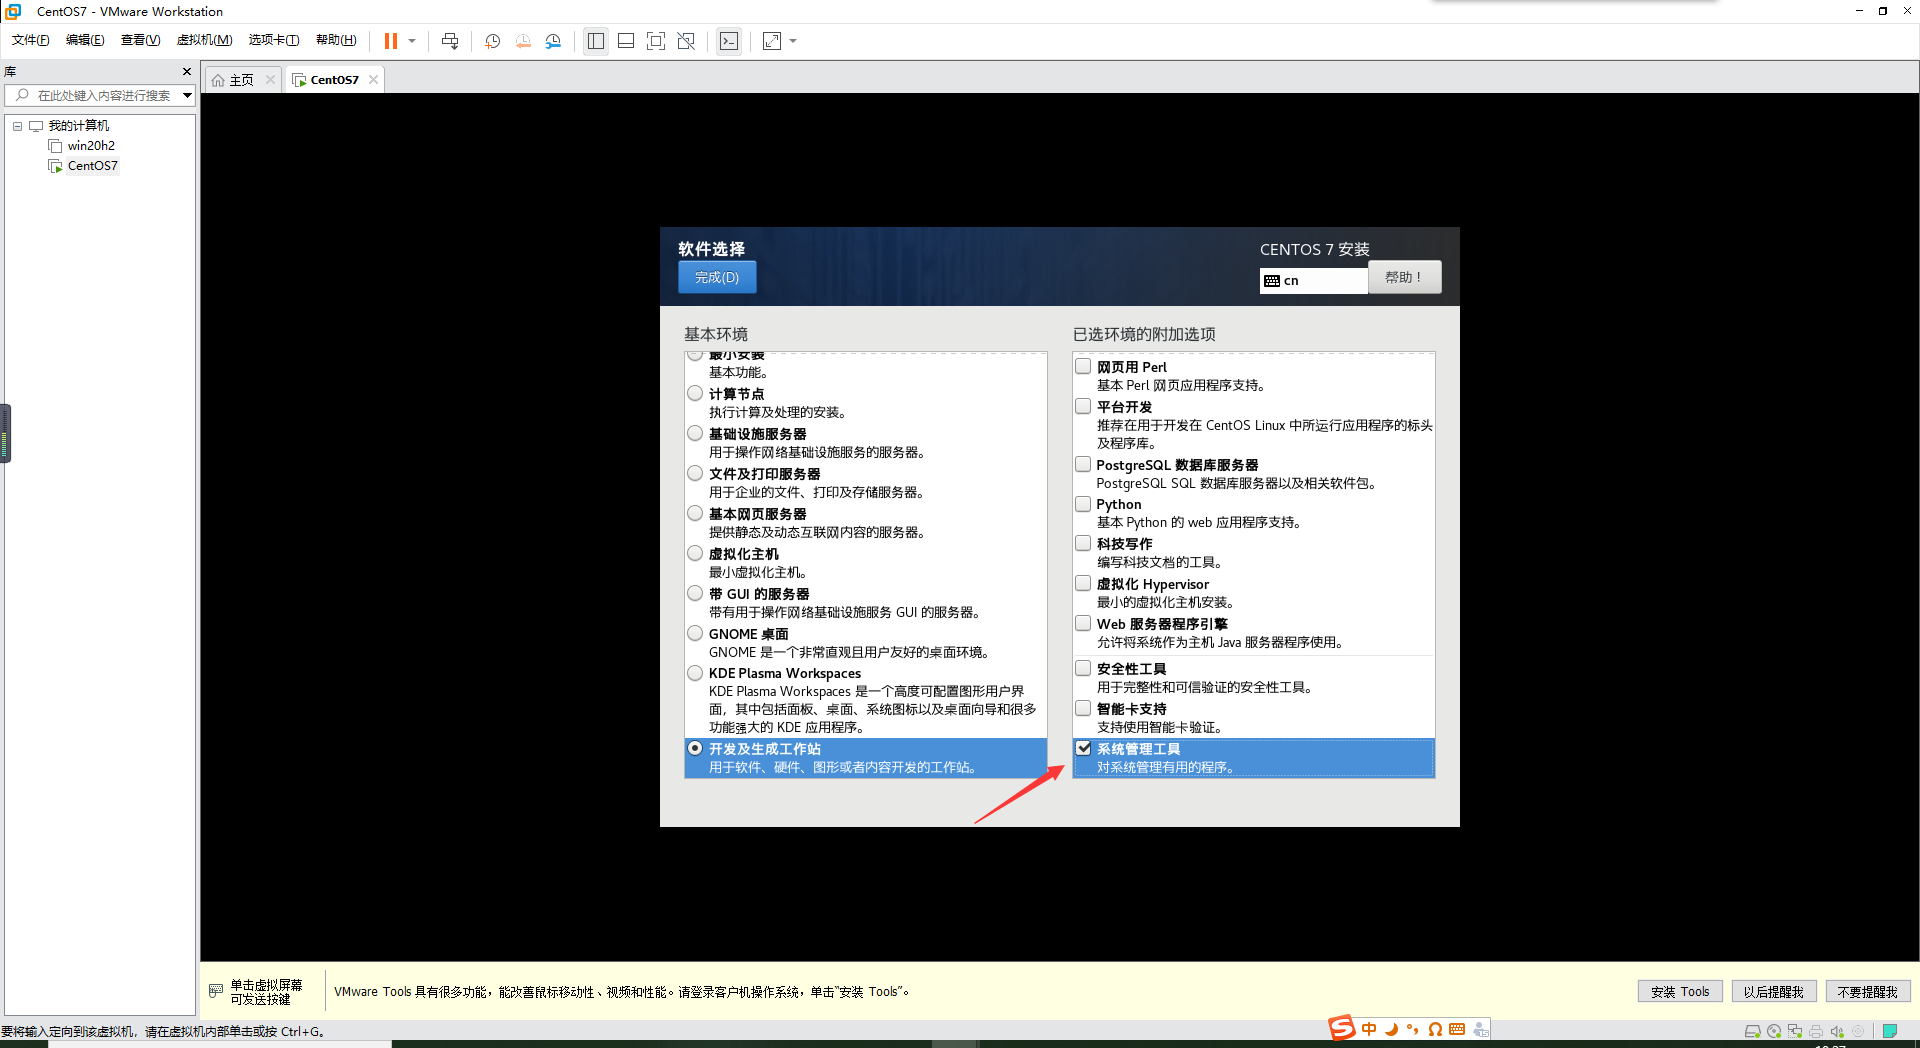 CentOS7 - VMware Workstation
文件(F) 编辑(E) 查看(V) 虚拟机(M) 选项卡(T) 帮助(H)
库
在此处键入内容进行搜索
我的计算机
win20h2
CentOS7
主页
CentOS7
软件选择
完成(D)
CENTOS 7 安装
cn
帮助！
基本环境
最小安装
基本功能。
计算节点
执行计算及处理的安装。
基础设施服务器
用于操作网络基础设施服务的服务器。
文件及打印服务器
用于企业的文件、打印及存储服务器。
基本网页服务器
提供静态及动态互联网内容的服务器。
虚拟化主机
最小虚拟化主机。
带 GUI 的服务器
带有用于操作网络基础设施服务 GUI 的服务器。
GNOME 桌面
GNOME 是一个非常直观且用户友好的桌面环境。
KDE Plasma Workspaces
KDE Plasma Workspaces 是一个高度可配置图形用户界
面，其中包括面板、桌面、系统图标以及桌面向导和很多
功能强大的 KDE 应用程序。
开发及生成工作站
用于软件、硬件、图形或者内容开发的工作站。
已选环境的附加选项
网页用 Perl
基本 Perl 网页应用程序支持。
平台开发
推荐在用于开发在 CentOS Linux 中所运行应用程序的标头
及程序库。
PostgreSQL 数据库服务器
PostgreSQL SQL 数据库服务器以及相关软件包。
Python
基本 Python 的 web 应用程序支持。
科技写作
编写科技文档的工具。
虚拟化 Hypervisor
最小的虚拟化主机安装。
Web 服务器程序引擎
允许将系统作为主机 Java 服务器程序使用。
安全性工具
用于完整性和可信验证的安全性工具。
智能卡支持
支持使用智能卡验证。
系统管理工具
对系统管理有用的程序。
单击虚拟屏幕
可发送按键
VMware Tools 具有很多功能，能改善鼠标移动性、视频和性能。请登录客户机操作系统，单击“安装 Tools”。
安装 Tools
以后提醒我
不要提醒我
要将输入定向到该虚拟机，请在虚拟机内部单击或按 Ctrl+G。
中